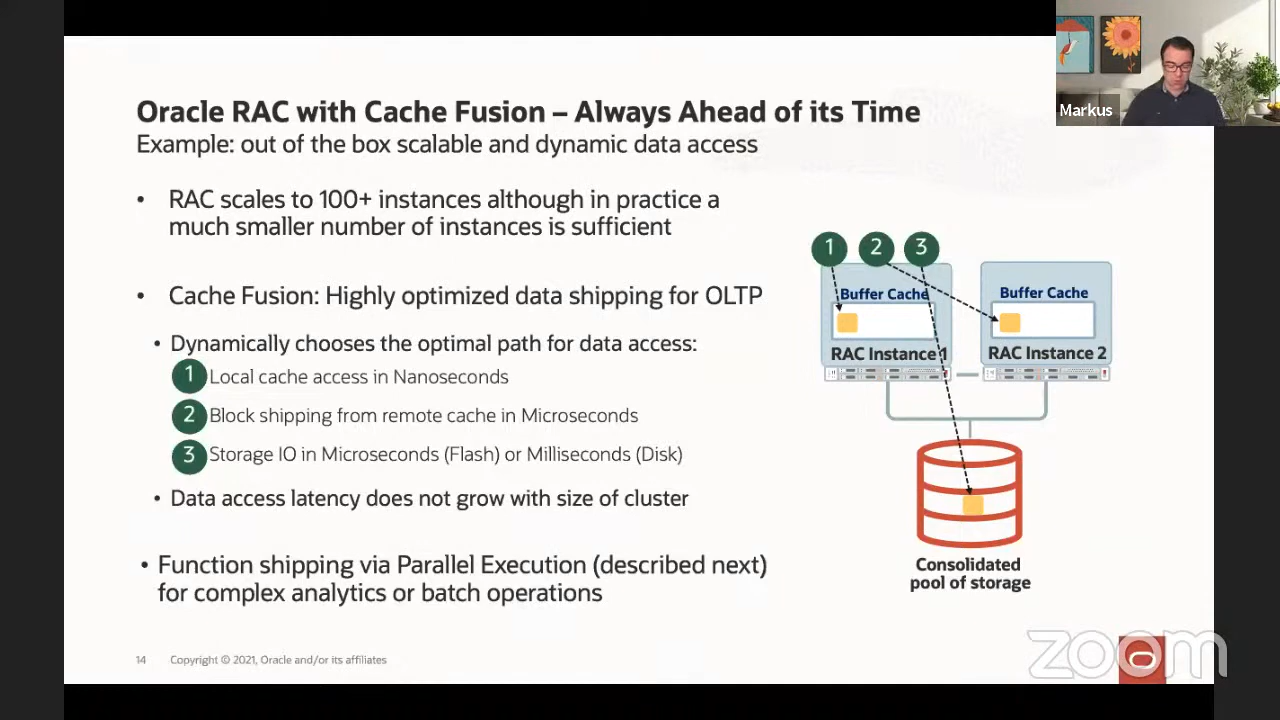 Markus
Oracle RAC with Cache Fusion – Always Ahead of its Time
Example: out of the box scalable and dynamic data access
• RAC scales to 100+ instances although in practice a
much smaller number of instances is sufficient
• Cache Fusion: Highly optimized data shipping for OLTP
• Dynamically chooses the optimal path for data access:
1 Local cache access in Nanoseconds
2 Block shipping from remote cache in Microseconds
3 Storage IO in Microseconds (Flash) or Milliseconds (Disk)
• Data access latency does not grow with size of cluster
• Function shipping via Parallel Execution (described next)
for complex analytics or batch operations
1 2 3
Buffer Cache
RAC Instance 1
Buffer Cache
RAC Instance 2
Consolidated
pool of storage
14 Copyright © 2021, Oracle and/or its affiliates
zoom